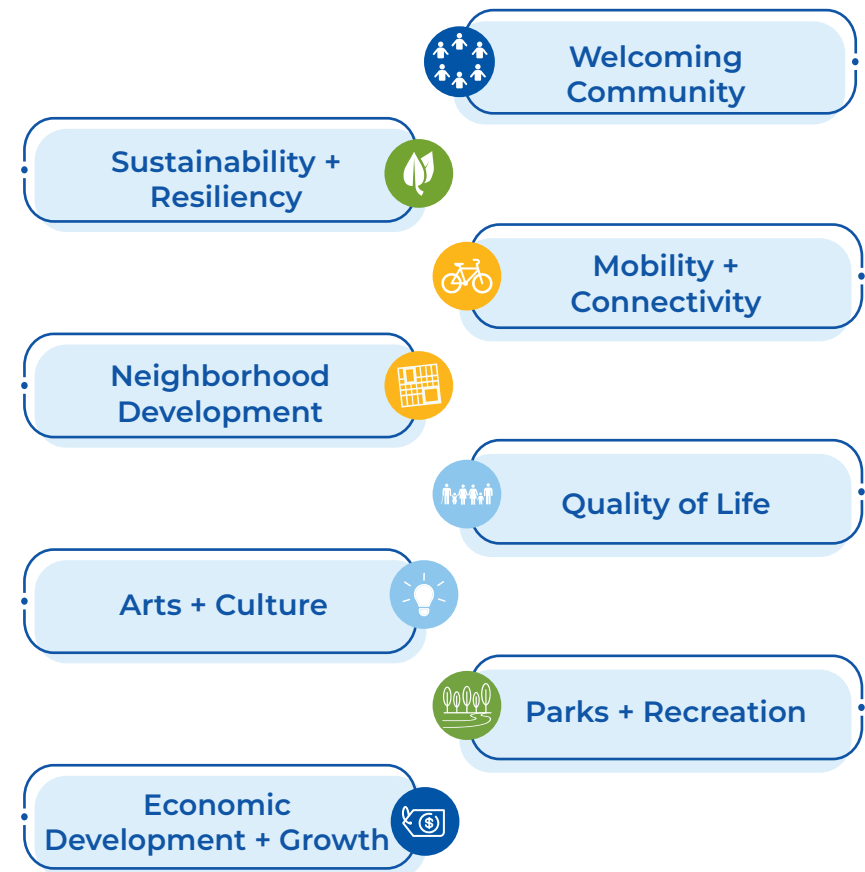 Welcoming
Community
Sustainability +
Resiliency
Mobility +
Connectivity
Neighborhood
Development
Quality of Life
Arts + Culture
Parks + Recreation
Economic
Development + Growth
$